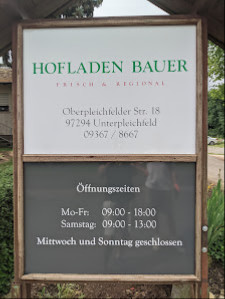 HOFLADEN BAUER
FRISCH & REGIONAL
Oberpleichfelder Str. 18
97294 Unterpleichfeld
09367 / 8667
Öffnungszeiten
Mo-Fr: 09:00 - 18:00
Samstag: 09:00 - 13:00
Mittwoch und Sonntag geschlossen